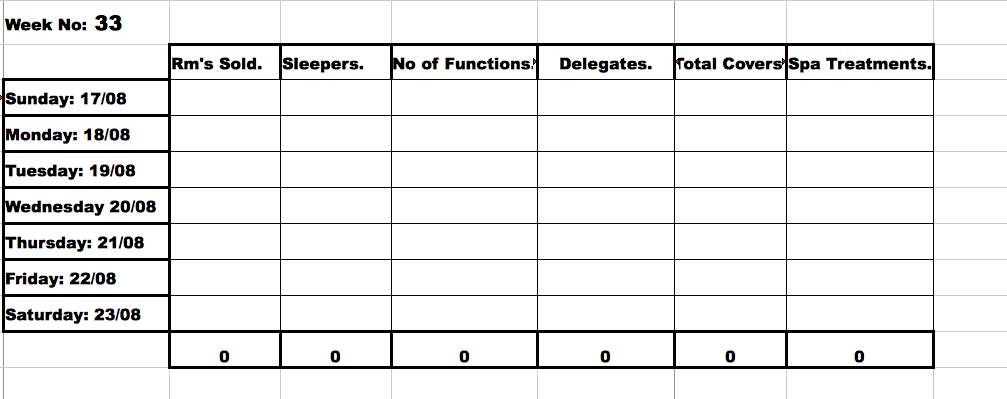 Week No: 33
Rm's Sold. Sleepers. No of Functions. Delegates. Total Covers Spa Treatments.
Sunday: 17/08
Monday: 18/08
Tuesday: 19/08
Wednesday 20/08
Thursday: 21/08
Friday: 22/08
Saturday: 23/08
0 0 0 0 0 0